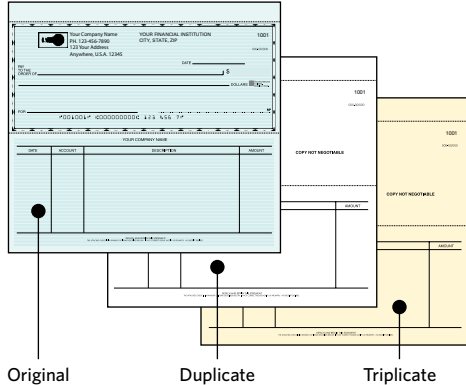 Your Company Name
PH. 123-456-7890
123 Your Address
Anywhere, U.S.A. 12345
YOUR FINANCIAL INSTITUTION
CITY, STATE, ZIP
1001
DATE
PAY
TO THE
ORDER OF
$
DOLLARS
FOR
YOUR COMPANY NAME
DATE ACCOUNT DESCRIPTION AMOUNT
1001
COPY NOT NEGOTIABLE
AMOUNT
1001
COPY NOT NEGOTIABLE
AMOUNT
Original Duplicate Triplicate